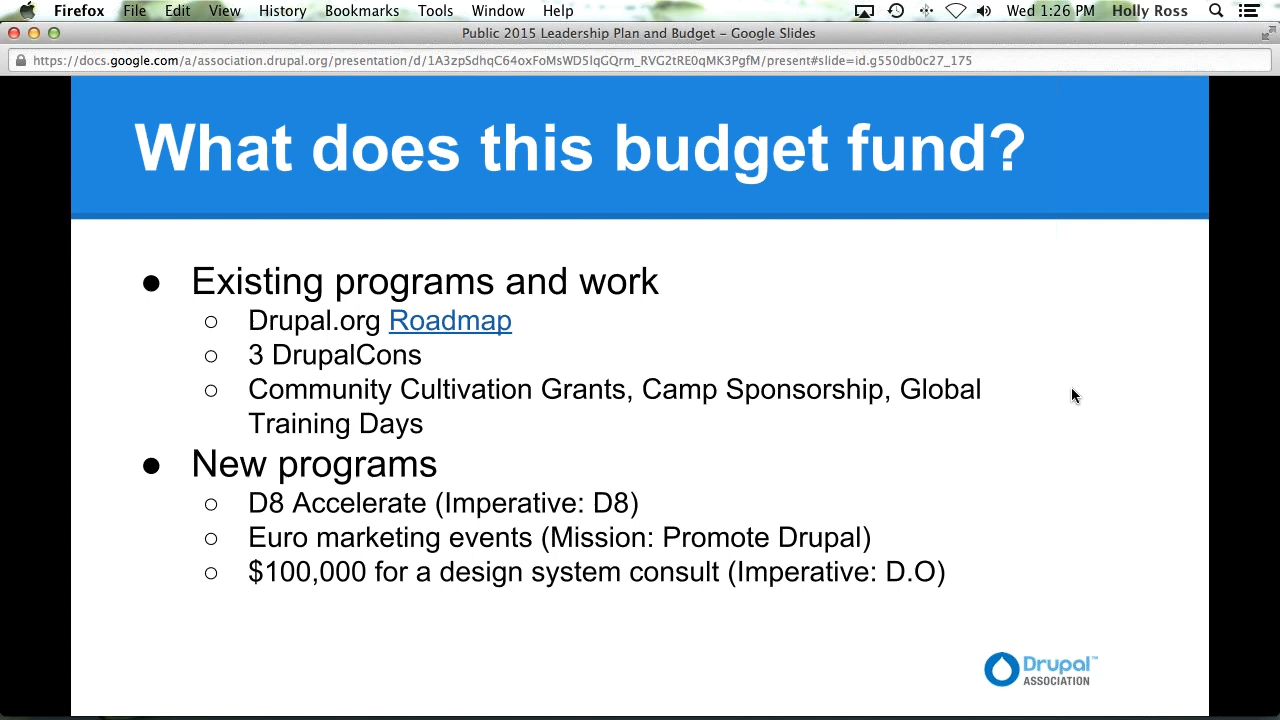 Firefox File Edit View History Bookmarks Tools Window Help Wed 1:26 PM Holly Ross
Public 2015 Leadership Plan and Budget – Google Slides
https://docs.google.com/a/association.drupal.org/presentation/d/1A3zpSdhqC64oxFoMsWD5lqGQrm_RVG2tRE0qMK3PgfM/present#slide=id.g550db0c27_175
What does this budget fund?
● Existing programs and work
○ Drupal.org Roadmap
○ 3 DrupalCons
○ Community Cultivation Grants, Camp Sponsorship, Global
Training Days
● New programs
○ D8 Accelerate (Imperative: D8)
○ Euro marketing events (Mission: Promote Drupal)
○ $100,000 for a design system consult (Imperative: D.O)
Drupal™
ASSOCIATION